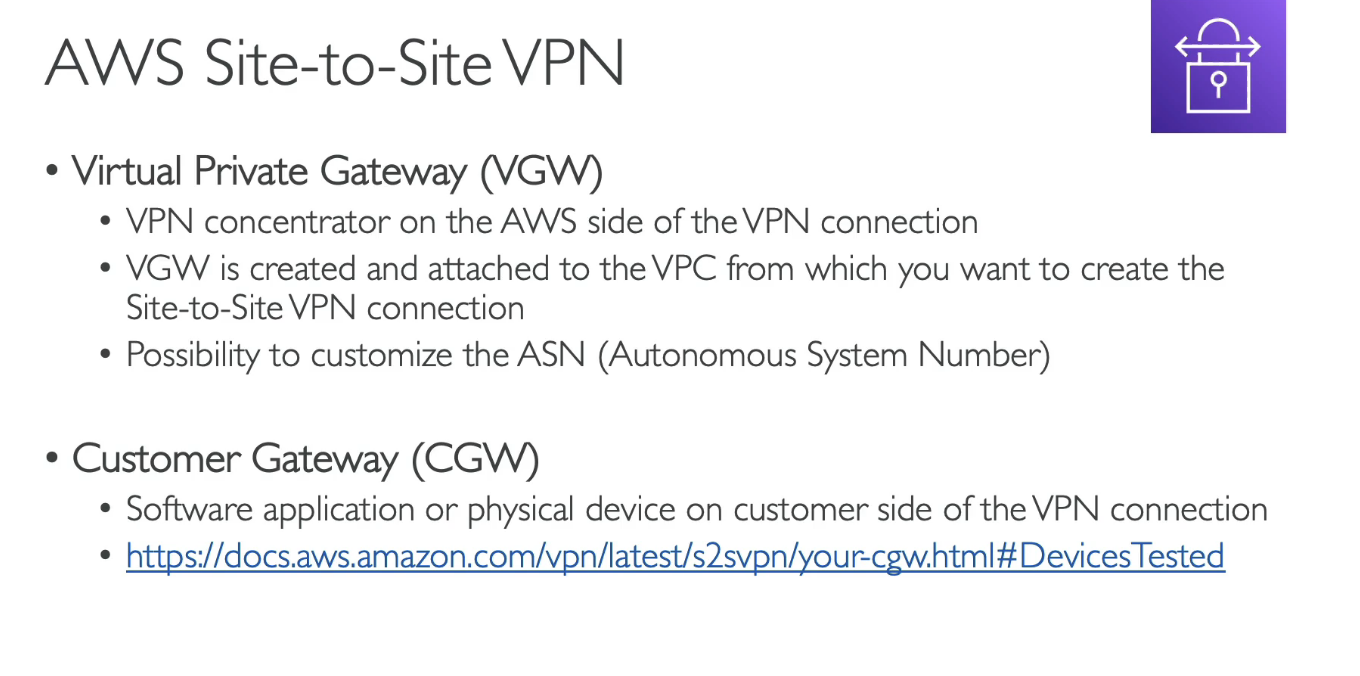 AWS Site-to-Site VPN
• Virtual Private Gateway (VGW)
• VPN concentrator on the AWS side of the VPN connection
• VGW is created and attached to the VPC from which you want to create the
Site-to-Site VPN connection
• Possibility to customize the ASN (Autonomous System Number)
• Customer Gateway (CGW)
• Software application or physical device on customer side of the VPN connection
• https://docs.aws.amazon.com/vpn/latest/s2svpn/your-cgw.html#DevicesTested